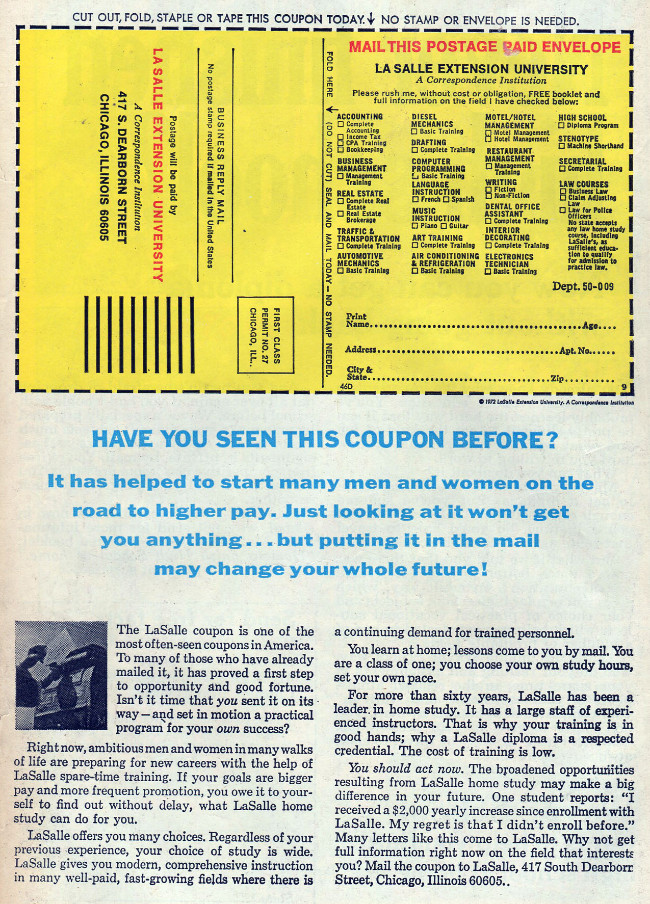 CUT OUT, FOLD, STAPLE OR TAPE THIS COUPON TODAY. ↓ NO STAMP OR ENVELOPE IS NEEDED.
BUSINESS REPLY MAIL
No postage stamp required if mailed in the United States
Postage will be paid by
LA SALLE EXTENSION UNIVERSITY
A Correspondence Institution
417 S. DEARBORN STREET
CHICAGO, ILLINOIS 60605
FIRST CLASS
PERMIT NO. 27
CHICAGO, ILL.
FOLD HERE → (DO NOT CUT) SEAL AND MAIL TODAY—NO STAMP NEEDED.
MAIL THIS POSTAGE PAID ENVELOPE
LA SALLE EXTENSION UNIVERSITY
A Correspondence Institution
Please rush me, without cost or obligation, FREE booklet and
full information on the field I have checked below:
ACCOUNTING
☐ Complete
Accounting
☐ Income Tax
☐ CPA Training
☐ Bookkeeping
BUSINESS
MANAGEMENT
☐ Management
Training
REAL ESTATE
☐ Complete Real
Estate
☐ Real Estate
Brokerage
TRAFFIC &
TRANSPORTATION
☐ Complete Training
AUTOMOTIVE
MECHANICS
☐ Basic Training
DIESEL
MECHANICS
☐ Basic Training
DRAFTING
☐ Complete Training
COMPUTER
PROGRAMMING
☐ Basic Training
LANGUAGE
INSTRUCTION
☐ French ☐ Spanish
MUSIC
INSTRUCTION
☐ Piano ☐ Guitar
ART TRAINING
☐ Complete Training
AIR CONDITIONING
& REFRIGERATION
☐ Basic Training
MOTEL/HOTEL
MANAGEMENT
☐ Motel Management
☐ Hotel Management
RESTAURANT
MANAGEMENT
☐ Management
Training
WRITING
☐ Fiction
☐ Non-Fiction
DENTAL OFFICE
ASSISTANT
☐ Complete Training
INTERIOR
DECORATING
☐ Complete Training
ELECTRONICS
TECHNICIAN
☐ Basic Training
HIGH SCHOOL
☐ Diploma Program
STENOTYPE
☐ Machine Shorthand
SECRETARIAL
☐ Complete Training
LAW COURSES
☐ Business Law
☐ Claim Adjusting
Law
☐ Law for Police
Officers
No state accepts
any law home study
course, including
LaSalle's, as
sufficient educa-
tion to qualify
for admission to
practice law.
Dept. 50-009
Print
Name.......Age....
Address.......Apt. No......
City &
State.......Zip.......
46D 9
© 1972 LaSalle Extension University. A Correspondence Institution
HAVE YOU SEEN THIS COUPON BEFORE?
It has helped to start many men and women on the
road to higher pay. Just looking at it won't get
you anything...but putting it in the mail
may change your whole future!
The LaSalle coupon is one of the
most often-seen coupons in America.
To many of those who have already
mailed it, it has proved a first step
to opportunity and good fortune.
Isn't it time that you sent it on its
way—and set in motion a practical
program for your own success?
Right now, ambitious men and women in many walks
of life are preparing for new careers with the help of
LaSalle spare-time training. If your goals are bigger
pay and more frequent promotion, you owe it to your-
self to find out without delay, what LaSalle home
study can do for you.
LaSalle offers you many choices. Regardless of your
previous experience, your choice of study is wide.
LaSalle gives you modern, comprehensive instruction
in many well-paid, fast-growing fields where there is
a continuing demand for trained personnel.
You learn at home; lessons come to you by mail. You
are a class of one; you choose your own study hours,
set your own pace.
For more than sixty years, LaSalle has been a
leader in home study. It has a large staff of experi-
enced instructors. That is why your training is in
good hands; why a LaSalle diploma is a respected
credential. The cost of training is low.
You should act now. The broadened opportunities
resulting from LaSalle home study may make a big
difference in your future. One student reports: "I
received a $2,000 yearly increase since enrollment with
LaSalle. My regret is that I didn't enroll before."
Many letters like this come to LaSalle. Why not get
full information right now on the field that interests
you? Mail the coupon to LaSalle, 417 South Dearborn
Street, Chicago, Illinois 60605..